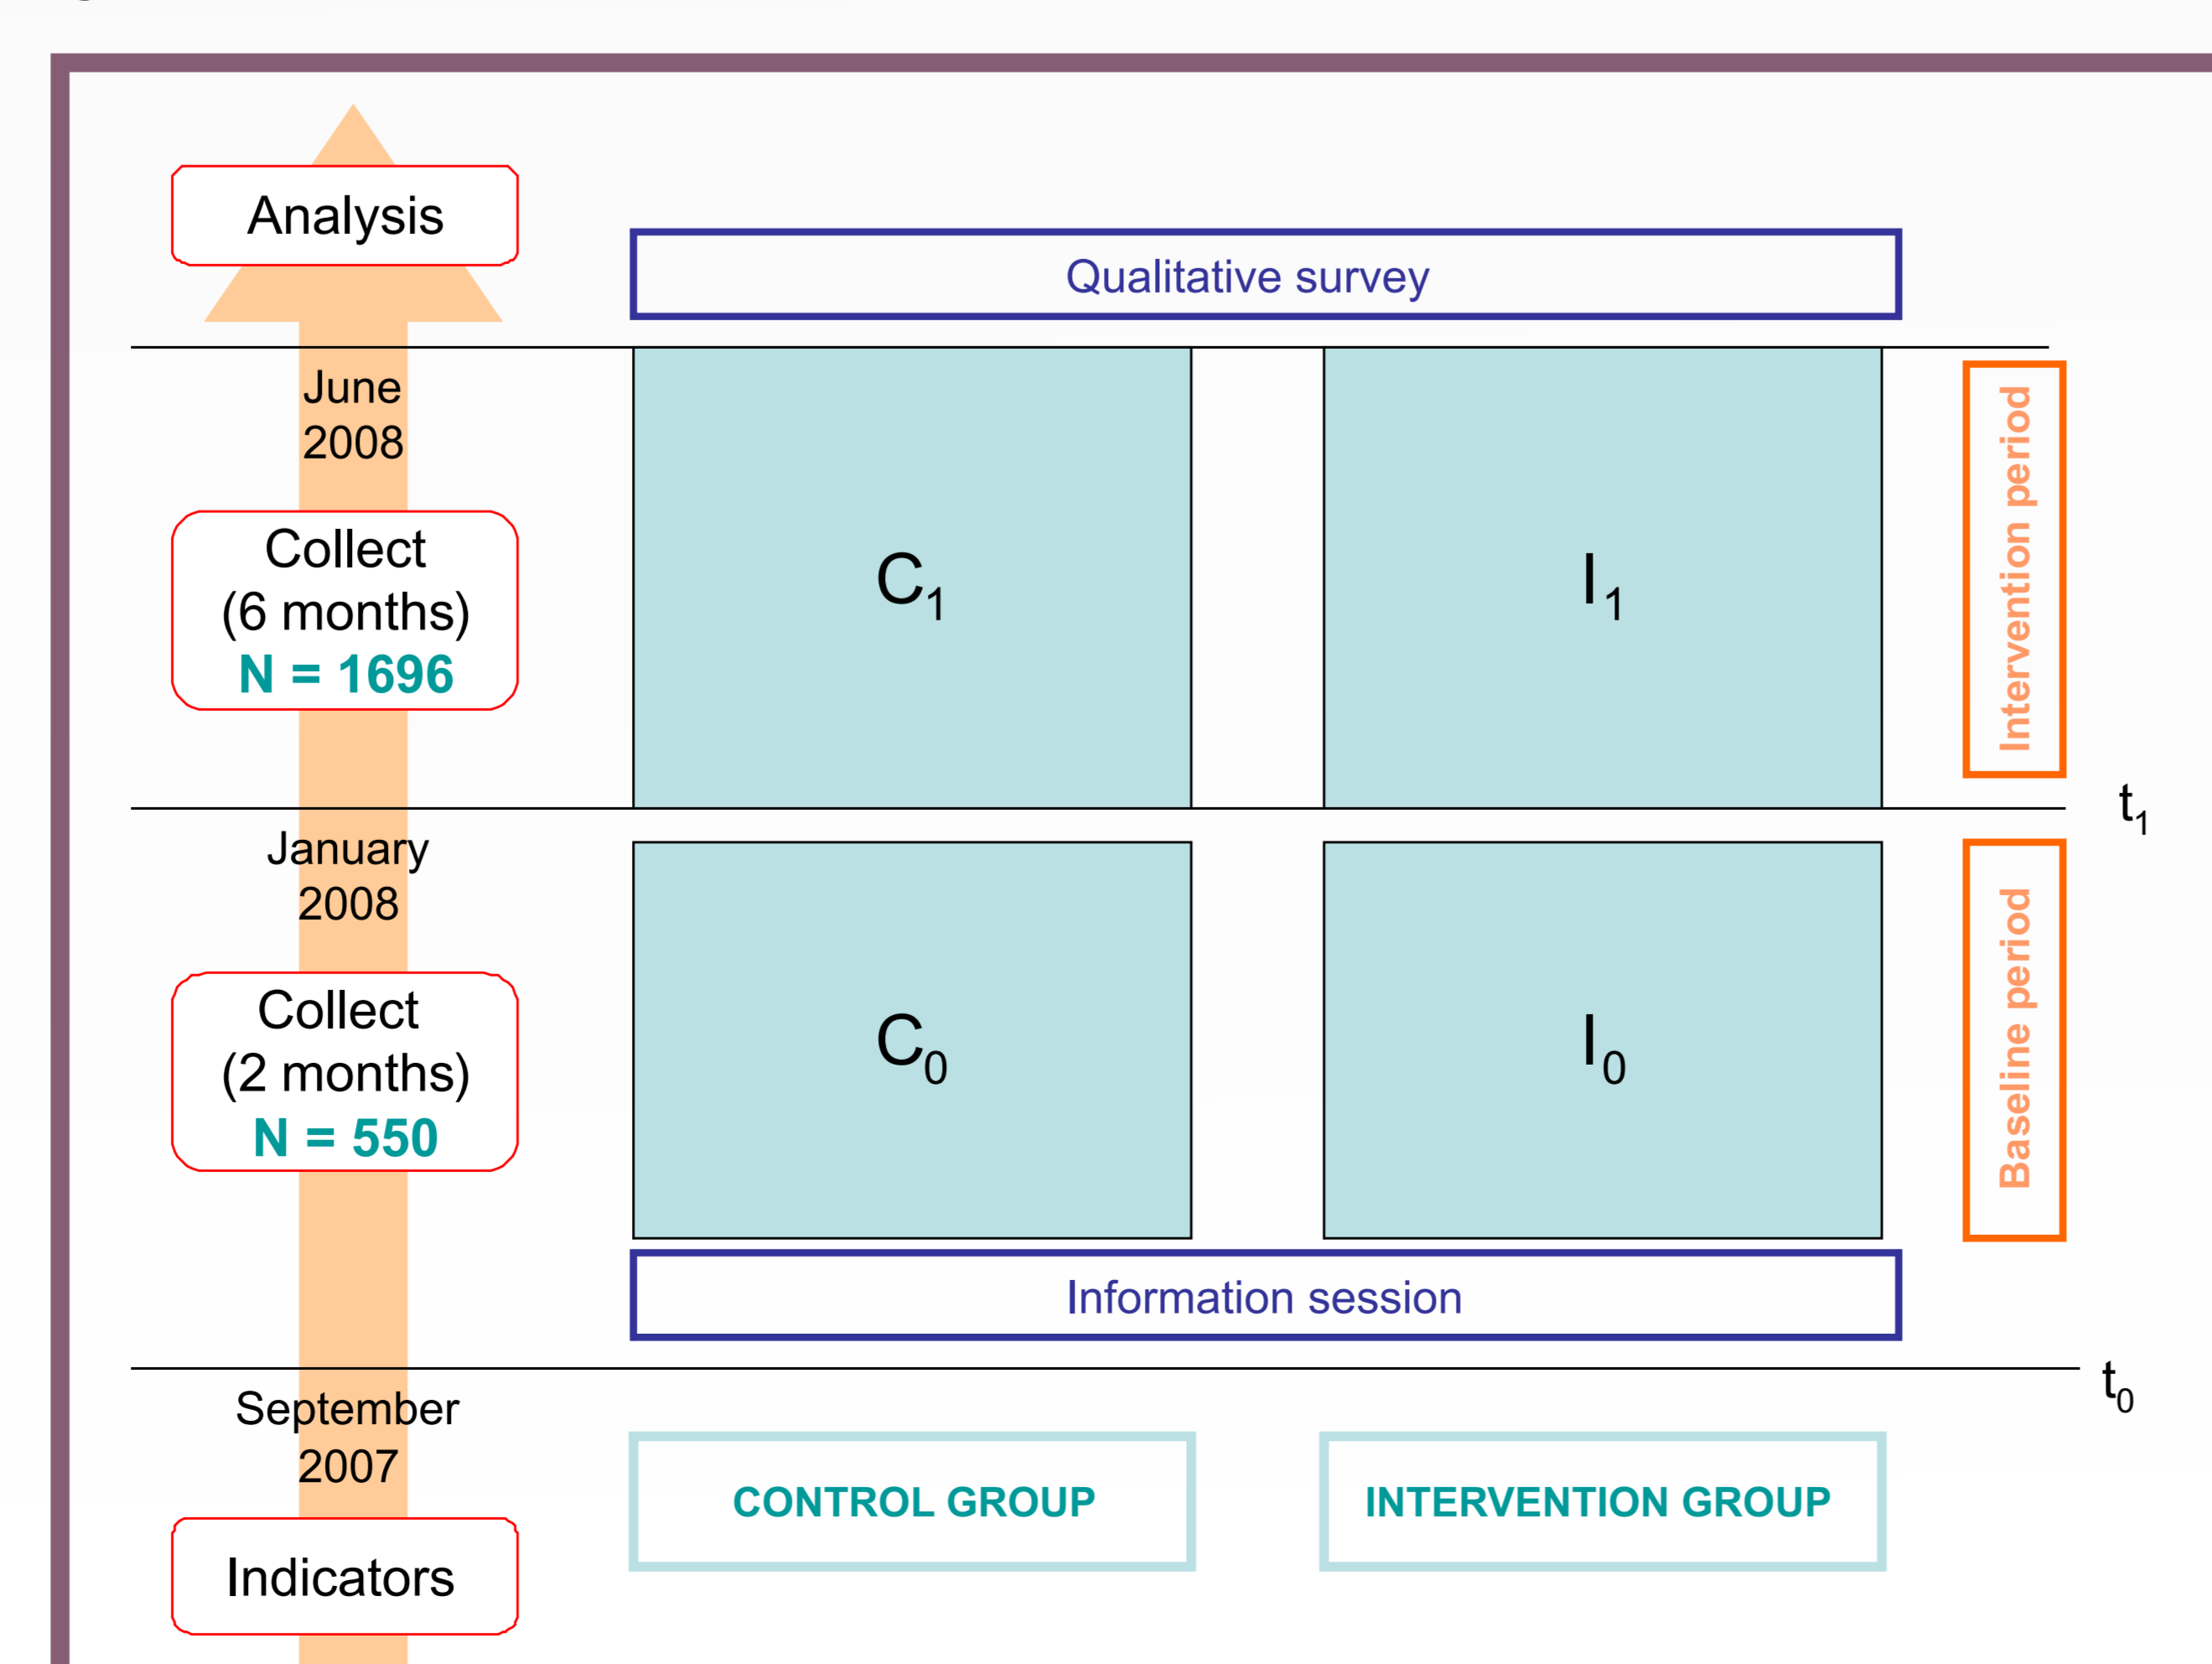 Analysis
Qualitative survey
June
2008
Collect
(6 months)
N = 1696
C1
I1
Intervention period
t1
January
2008
Collect
(2 months)
N = 550
C0
I0
Baseline period
Information session
t0
September
2007
CONTROL GROUP
INTERVENTION GROUP
Indicators